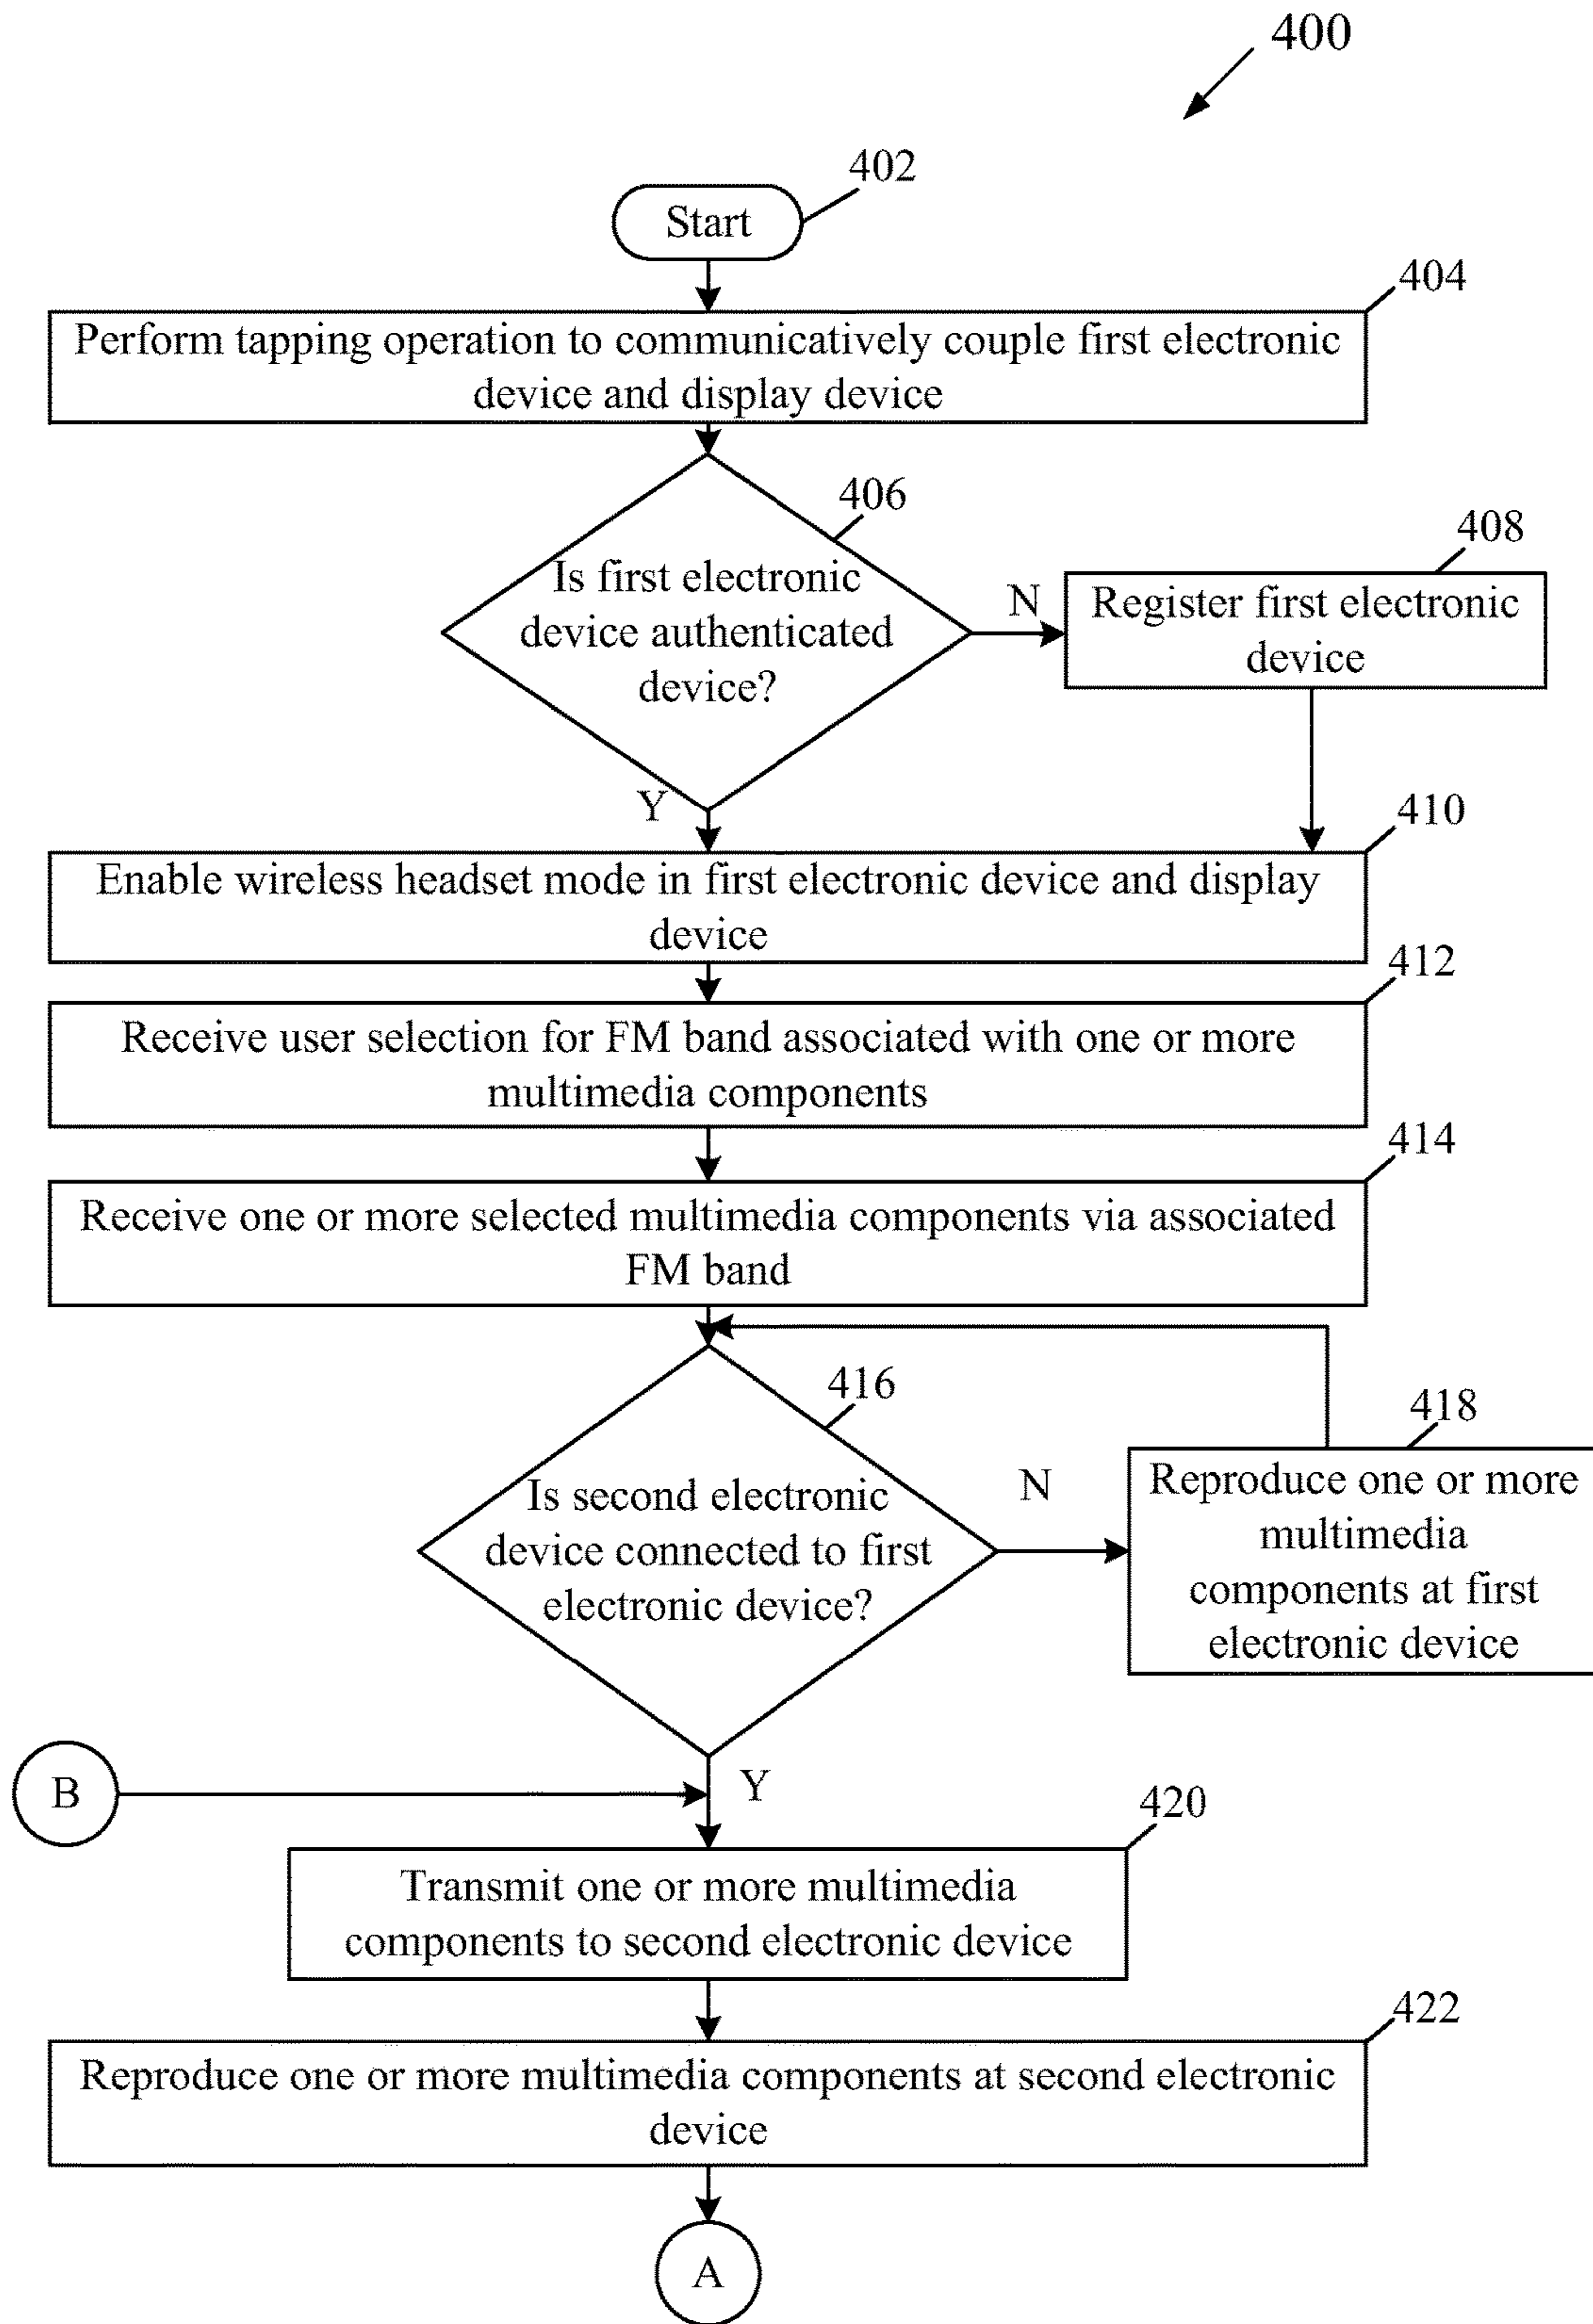 400
402
Start
404
Perform tapping operation to communicatively couple first electronic
device and display device
406
Is first electronic
device authenticated
device?
N
408
Register first electronic
device
Y
410
Enable wireless headset mode in first electronic device and display
device
412
Receive user selection for FM band associated with one or more
multimedia components
414
Receive one or more selected multimedia components via associated
FM band
416
Is second electronic
device connected to first
electronic device?
N
418
Reproduce one or more
multimedia
components at first
electronic device
B
Y
420
Transmit one or more multimedia
components to second electronic device
422
Reproduce one or more multimedia components at second electronic
device
A